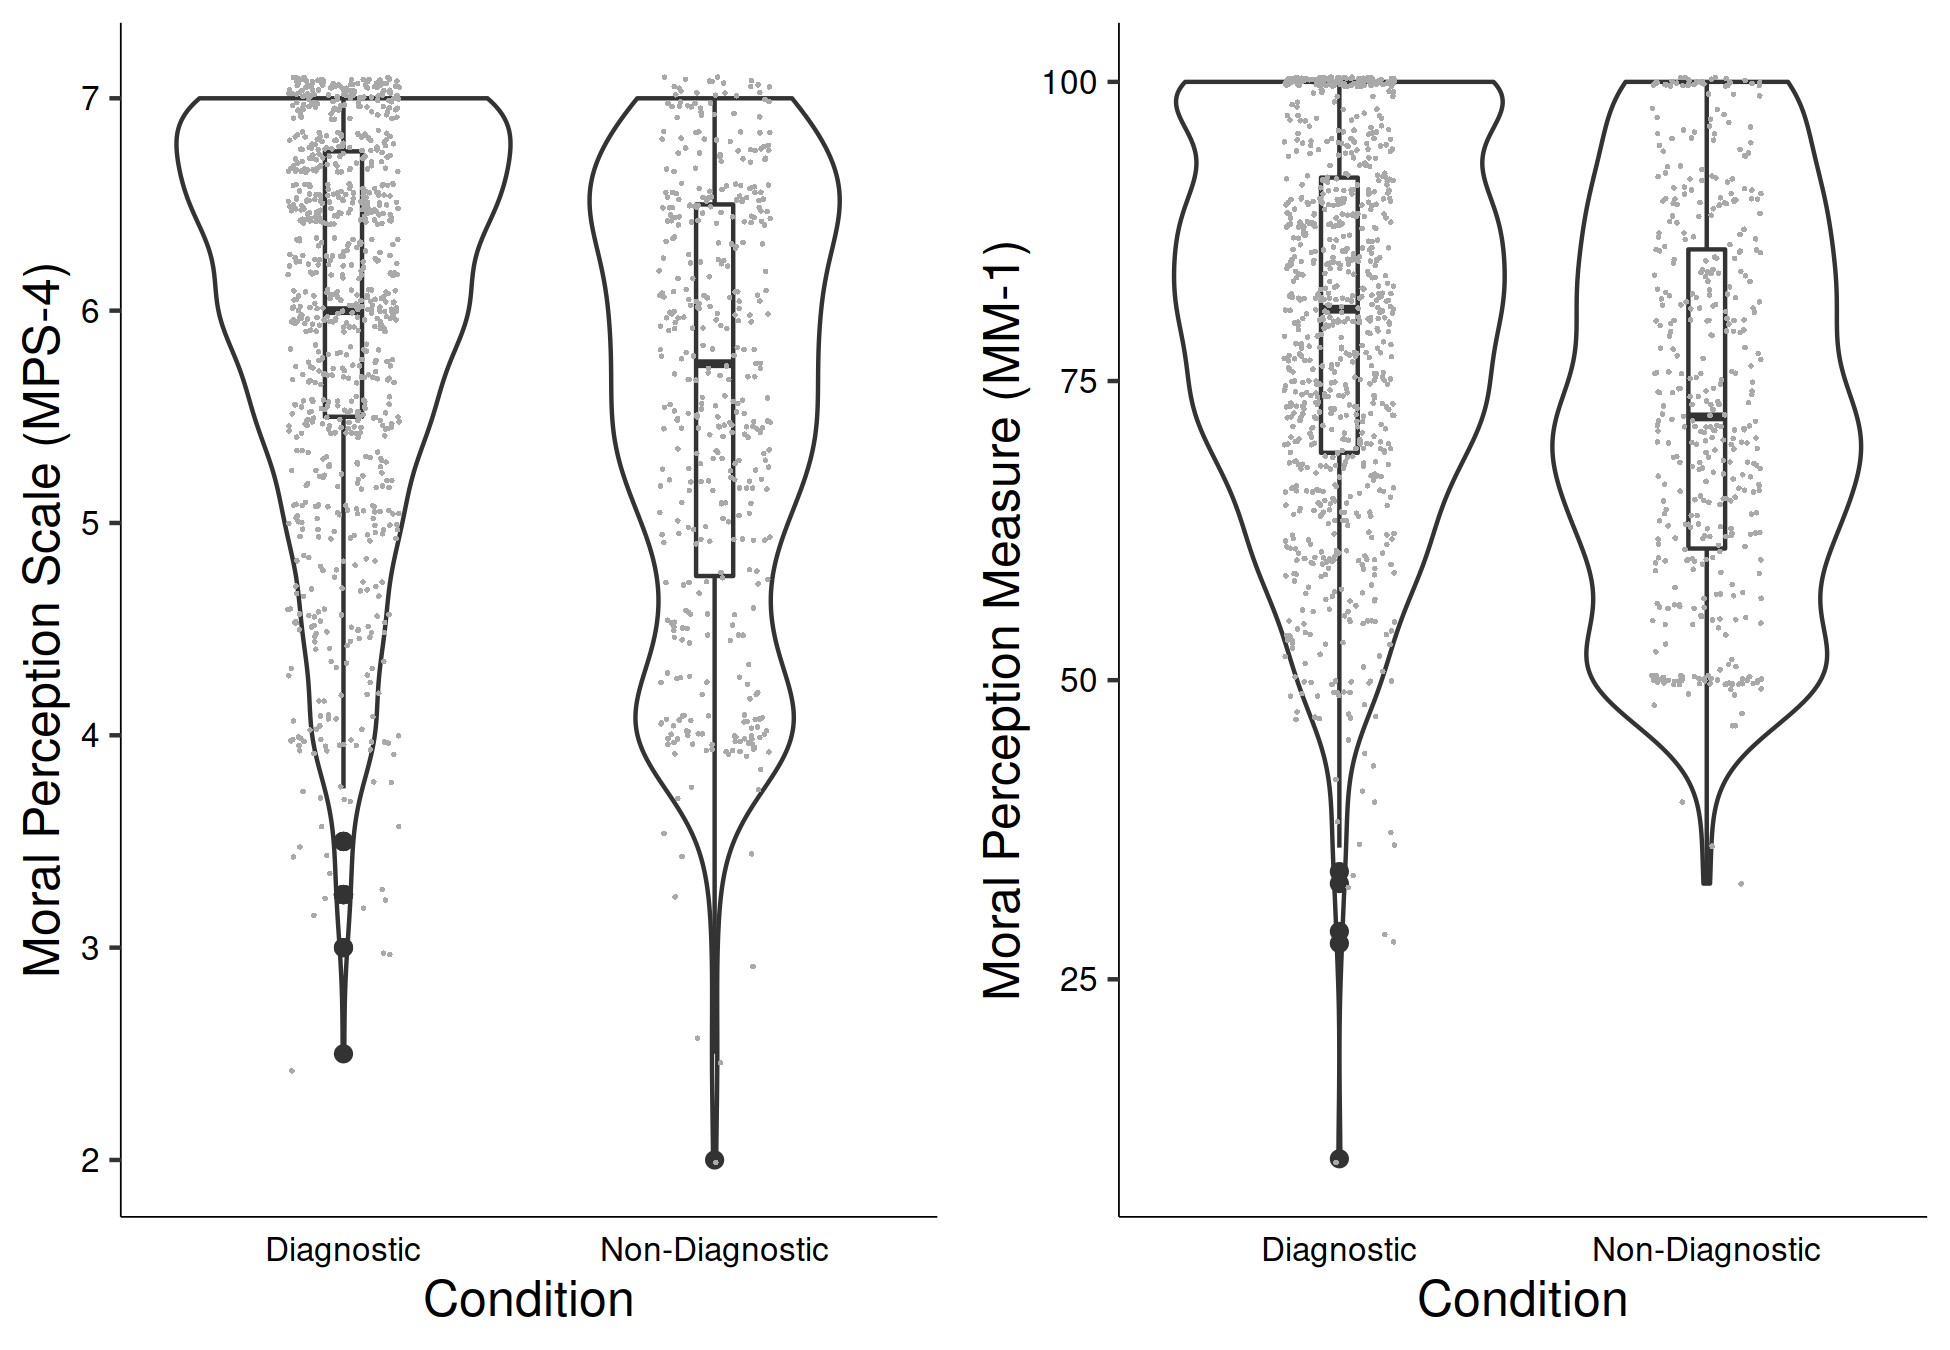 Moral Perception Scale (MPS-4)
7
6
5
4
3
2
Diagnostic
Non-Diagnostic
Condition
Moral Perception Measure (MM-1)
100
75
50
25
Diagnostic
Non-Diagnostic
Condition